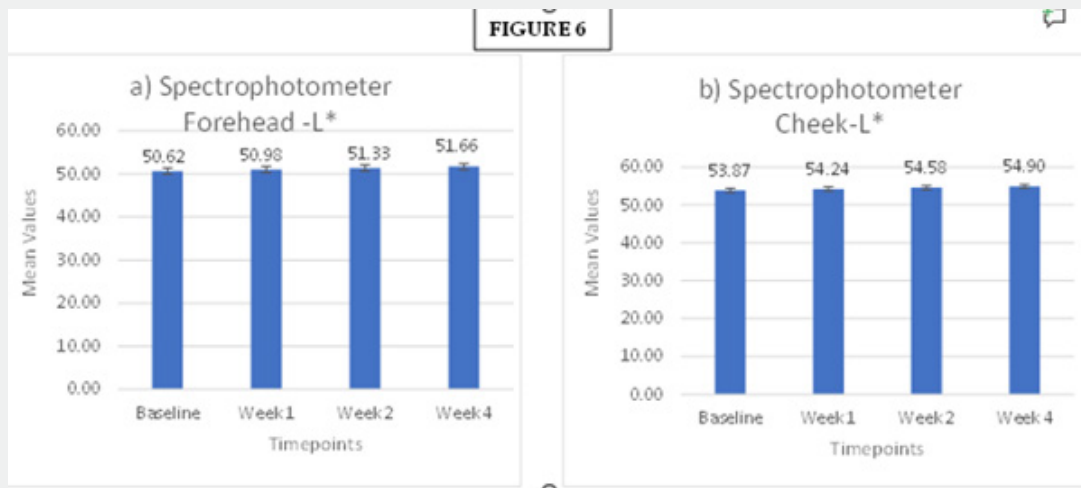 FIGURE 6
a) Spectrophotometer
Forehead -L*
60.00
50.00
40.00
30.00
20.00
10.00
0.00
Mean Values
50.62
50.98
51.33
51.66
Baseline
Week 1
Week 2
Week 4
Timepoints
b) Spectrophotometer
Cheek-L*
60.00
50.00
40.00
30.00
20.00
10.00
0.00
Mean Values
53.87
54.24
54.58
54.90
Baseline
Week 1
Week 2
Week 4
Timepoints